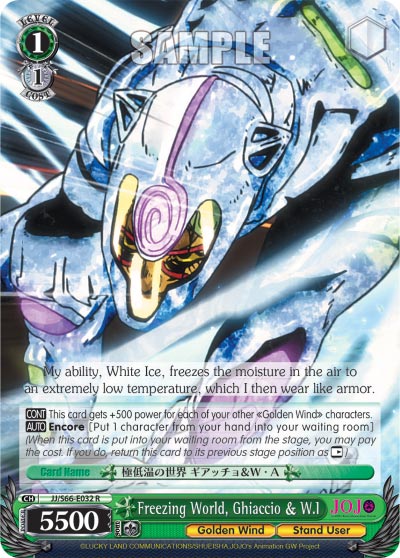 LEVEL
1
1
COST
SAMPLE
My ability, White Ice, freezes the moisture in the air to
an extremely low temperature, which I then wear like armor.
CONT This card gets +500 power for each of your other «Golden Wind» characters.
AUTO Encore [Put 1 character from your hand into your waiting room]
(When this card is put into your waiting room from the stage, you may pay
the cost. If you do, return this card to its previous stage position as
Card Name
極低温の世界 ギアッチョ&W・A
CH JJ/S66-E032 R
5500
Freezing World, Ghiaccio & W.I
JOJO
Golden Wind
Stand User
©LUCKY LAND COMMUNICATIONS/SHUEISHA,JOJO's Animation GW Project